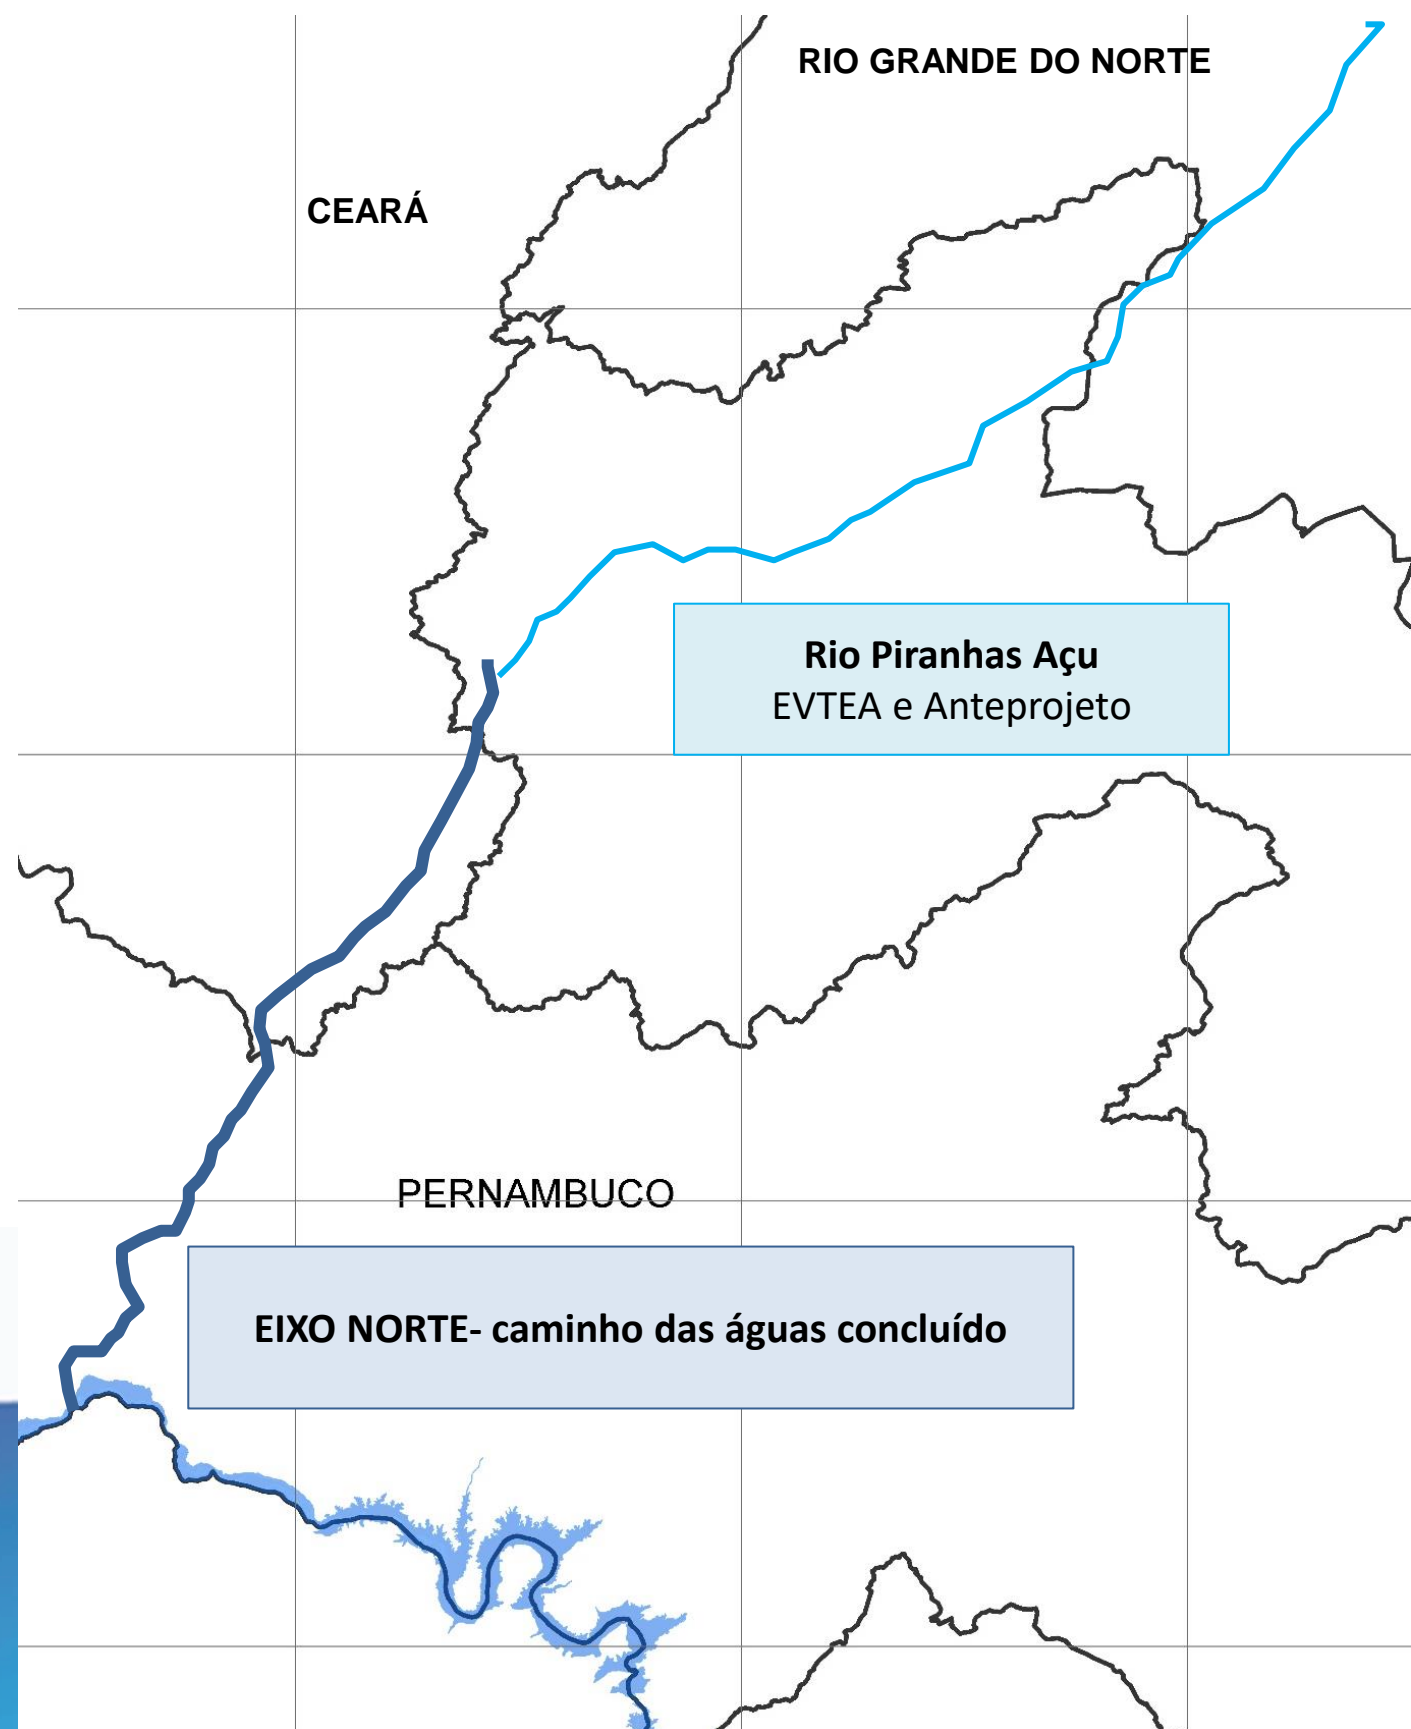 RIO GRANDE DO NORTE
CEARÁ
Rio Piranhas Açu
EVTEA e Anteprojeto
PERNAMBUCO
EIXO NORTE- caminho das águas concluído